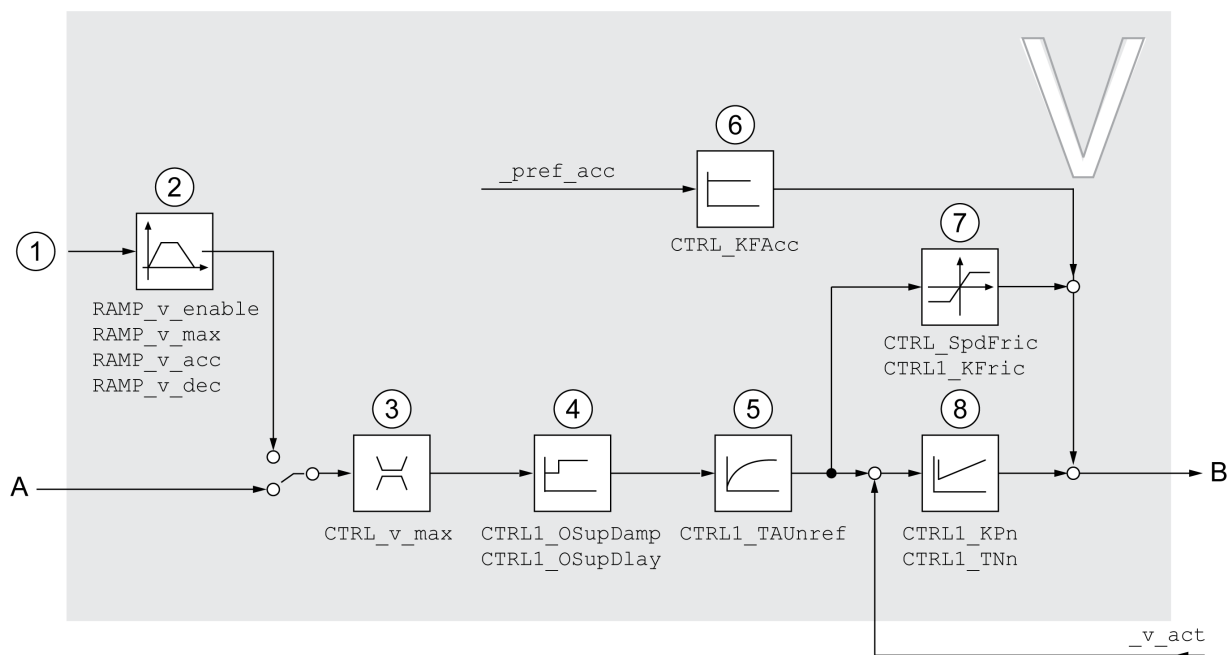 V
6
_pref_acc
2
CTRL_KFAcc
7
1
RAMP_v_enable
RAMP_v_max
RAMP_v_acc
RAMP_v_dec
CTRL_SpdFric
CTRL1_KFric
3
4
5
8
A
B
CTRL_v_max
CTRL1_OSupDamp
CTRL1_OSupDlay
CTRL1_TAUnref
CTRL1_KPn
CTRL1_TNn
_v_act